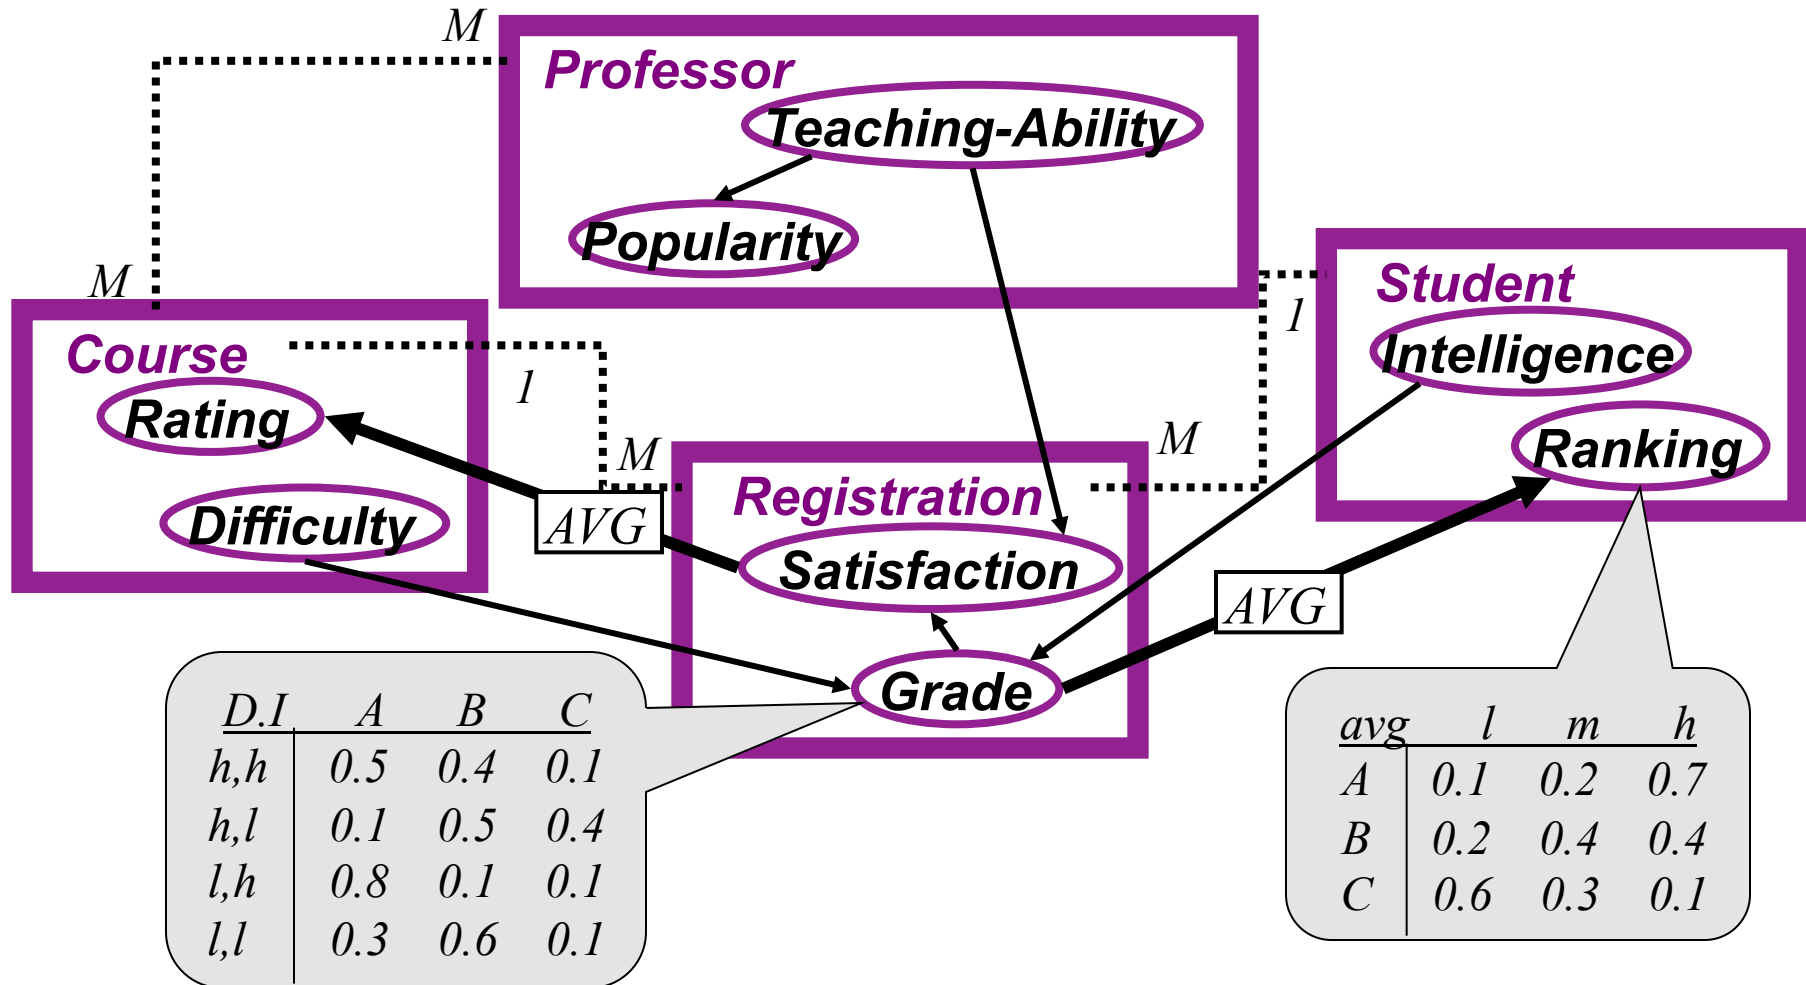 M
Professor
Teaching-Ability
Popularity
M
Student
1
Intelligence
Course
1
Rating
M
M
Ranking
Registration
Difficulty
AVG
Satisfaction
AVG
Grade
D.I A B C
h,h 0.5 0.4 0.1
h,l 0.1 0.5 0.4
l,h 0.8 0.1 0.1
l,l 0.3 0.6 0.1
avg l m h
A 0.1 0.2 0.7
B 0.2 0.4 0.4
C 0.6 0.3 0.1